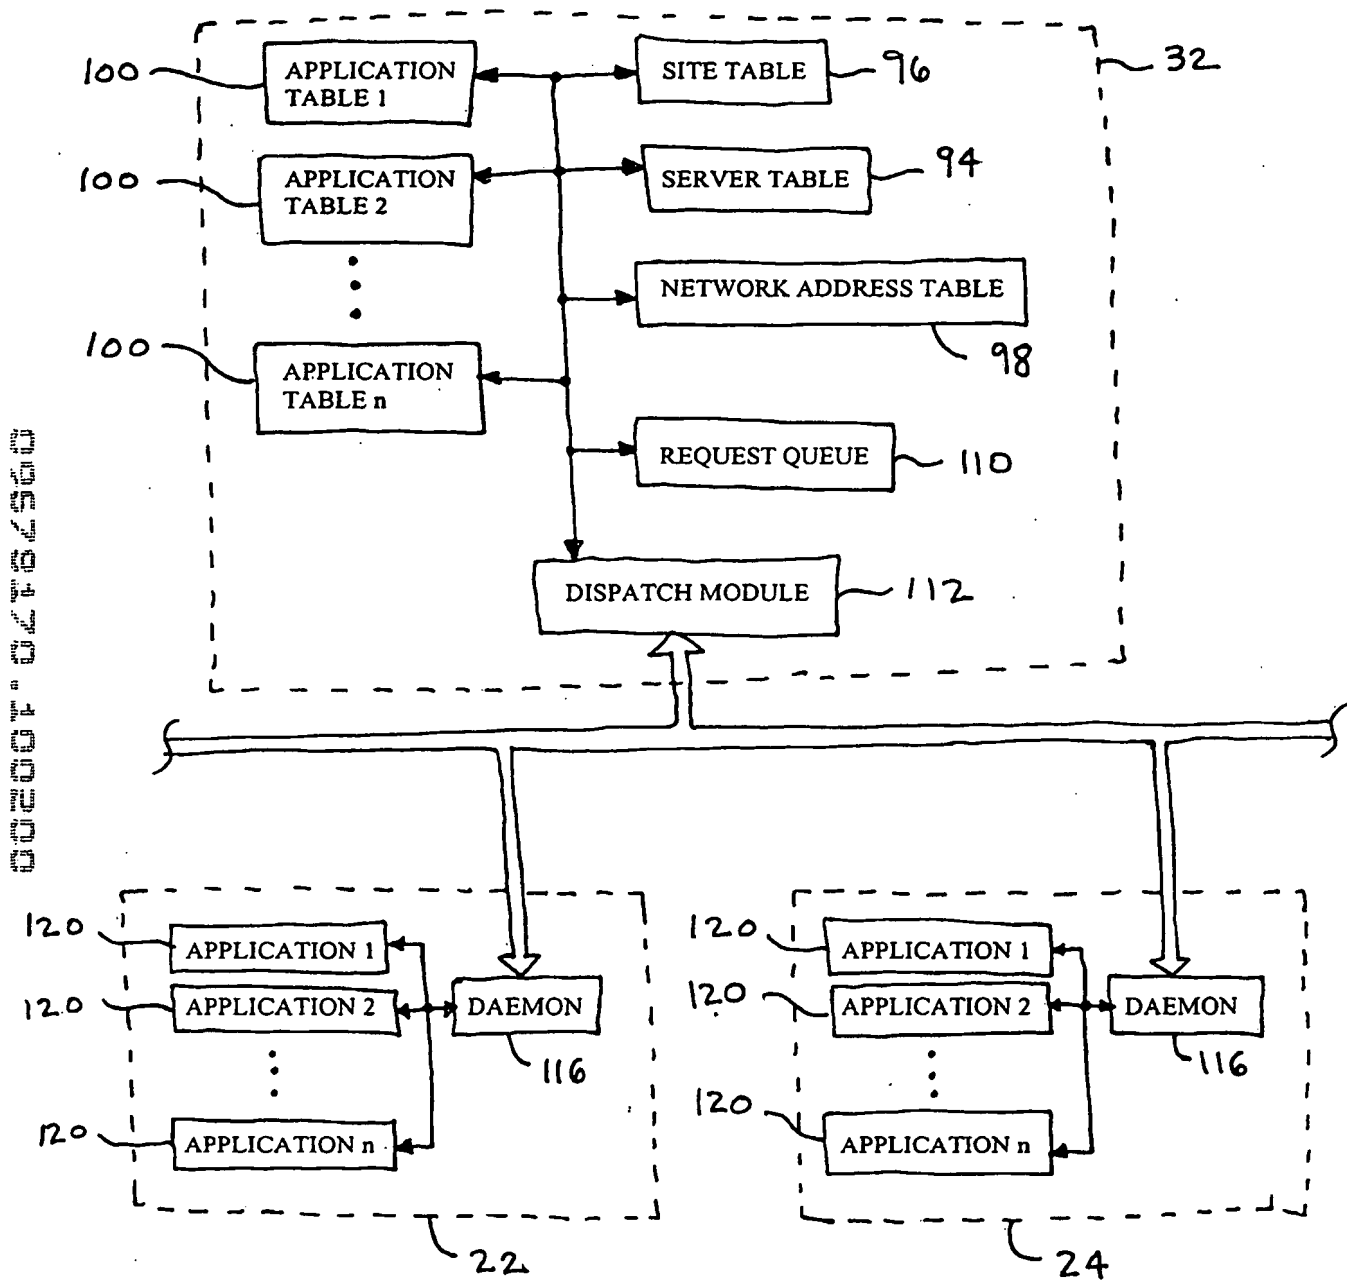 100
APPLICATION
TABLE 1
SITE TABLE
96
32
100
APPLICATION
TABLE 2
SERVER TABLE
94
NETWORK ADDRESS TABLE
98
100
APPLICATION
TABLE n
REQUEST QUEUE
110
DISPATCH MODULE
112
09679170.100200
120
APPLICATION 1
120
APPLICATION 2
DAEMON
116
120
APPLICATION n
22
120
APPLICATION 1
120
APPLICATION 2
DAEMON
116
120
APPLICATION n
24